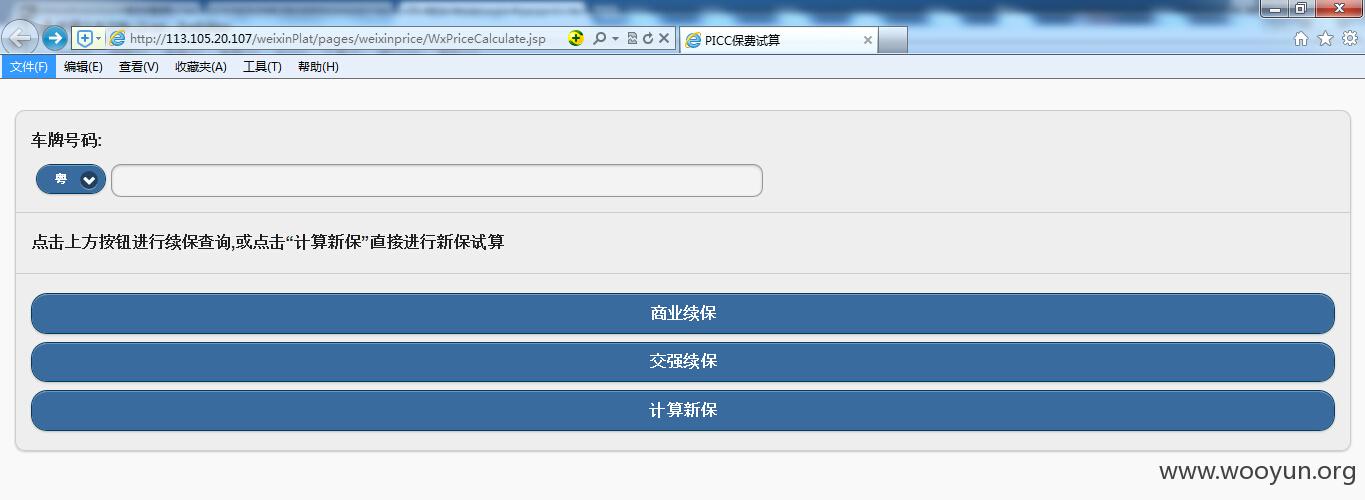 http://113.105.20.107/weixinPlat/pages/weixinprice/WxPriceCalculate.jsp
PICC保费试算
文件(F) 编辑(E) 查看(V) 收藏夹(A) 工具(T) 帮助(H)
车牌号码:
粤
点击上方按钮进行续保查询,或点击“计算新保”直接进行新保试算
商业续保
交强续保
计算新保
www.wooyun.org